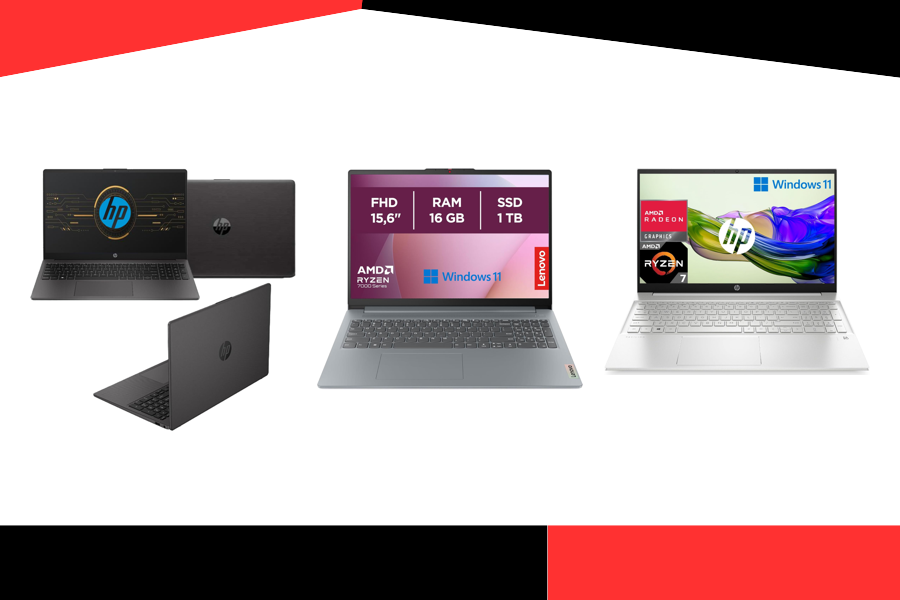 hp
hp
hp
FHD
15,6"
RAM
16 GB
SSD
1 TB
AMD
RYZEN
7000 Series
Windows 11
Lenovo
Lenovo
Windows 11
AMD
RADEON
GRAPHICS
AMD
RYZEN
7
hp